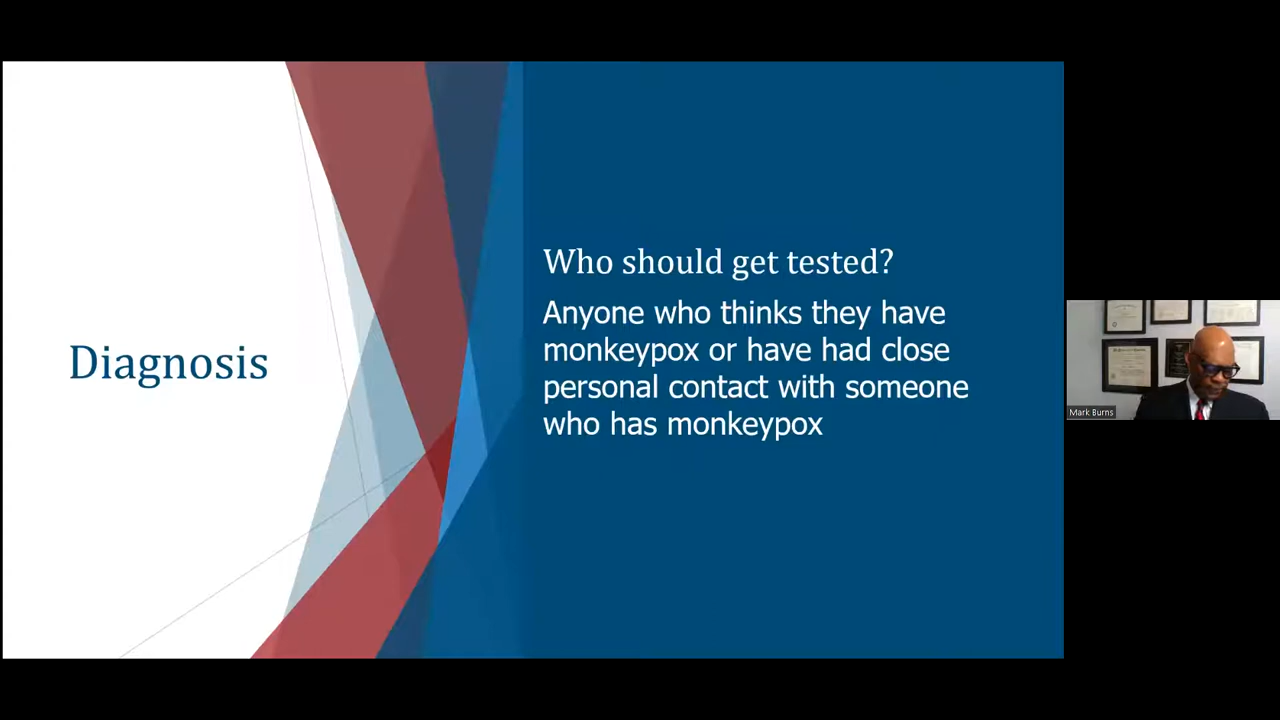 Diagnosis
Who should get tested?
Anyone who thinks they have
monkeypox or have had close
personal contact with someone
who has monkeypox
Mark Burns